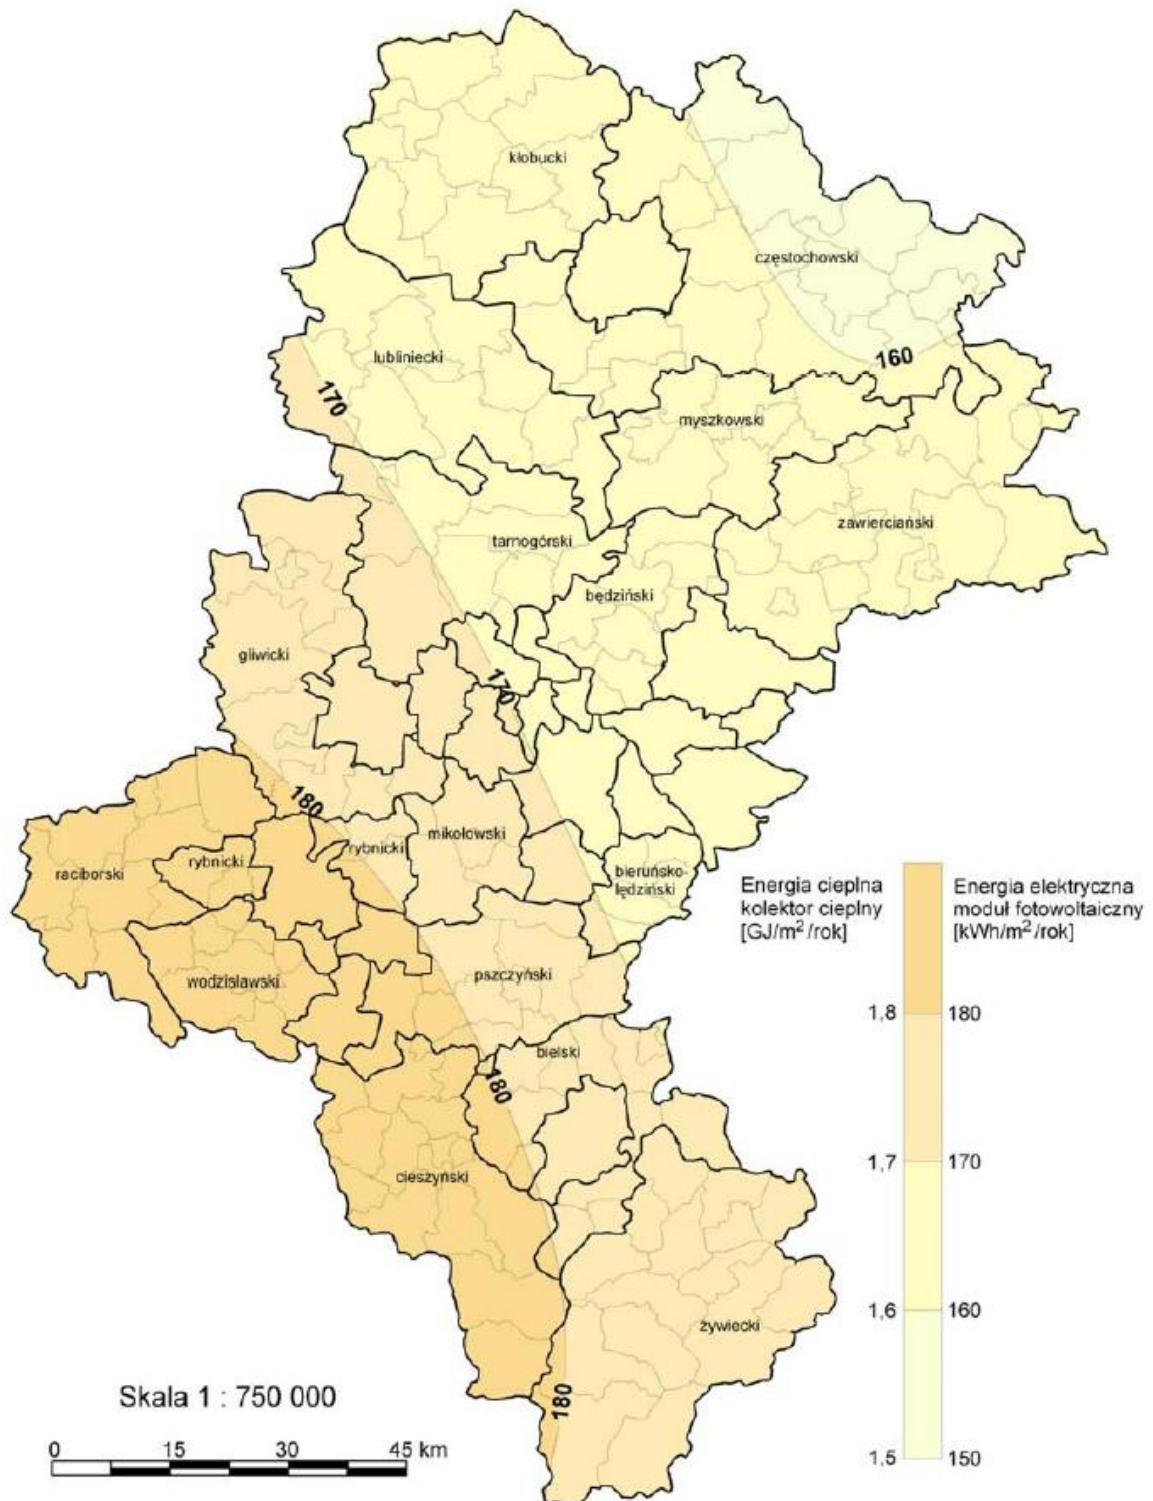 kłobucki
częstochowski
160
lubliniecki
170
myszkowski
zawierciański
tarnogórski
będziński
gliwicki
170
180
mikołowski
rybnicki
rybnicki
raciborski
bieruńsko-
lędziński
wodzisławski
pszczyński
bielski
180
cieszyński
żywiecki
180
Energia cieplna
kolektor cieplny
[GJ/m²/rok]
Energia elektryczna
moduł fotowoltaiczny
[kWh/m²/rok]
1,8 180
1,7 170
1,6 160
1,5 150
Skala 1 : 750 000
0 15 30 45 km